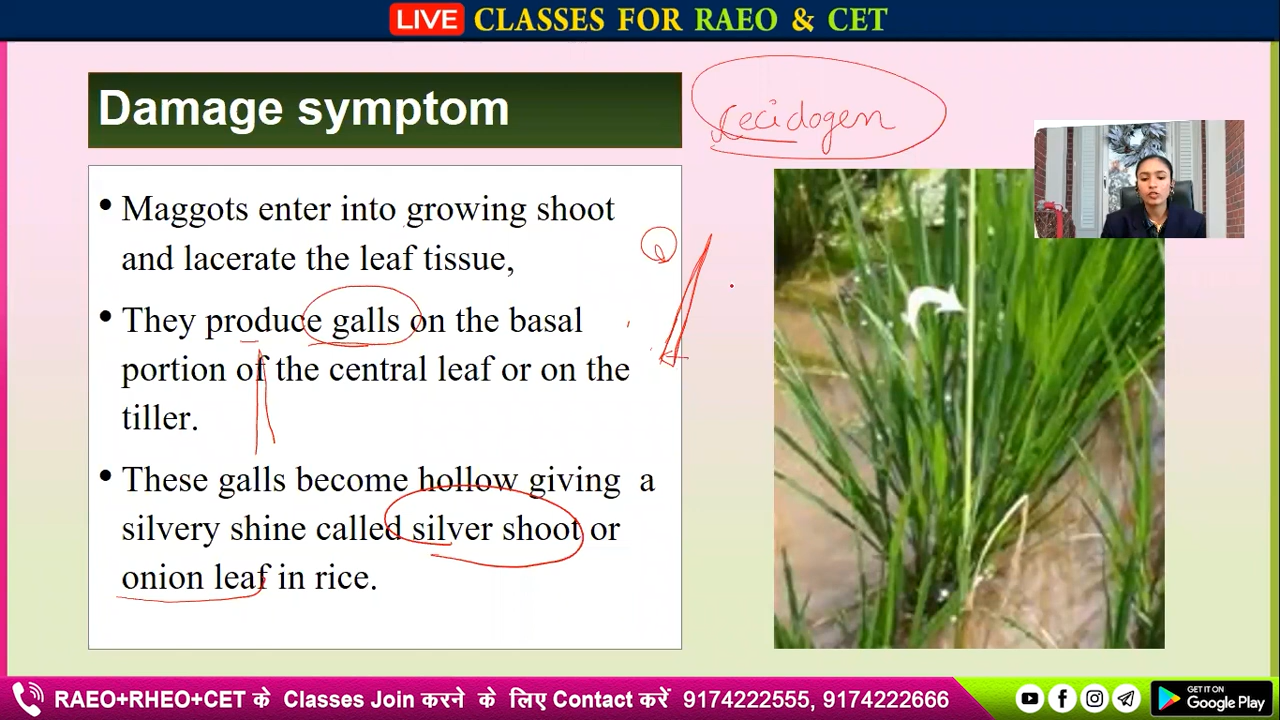 LIVE CLASSES FOR RAEO & CET
Damage symptom
cecidogen
• Maggots enter into growing shoot
and lacerate the leaf tissue,
• They produce galls on the basal
portion of the central leaf or on the
tiller.
• These galls become hollow giving a
silvery shine called silver shoot or
onion leaf in rice.
RAEO+RHEO+CET के Classes Join करने के लिए Contact करें 9174222555, 9174222666
GET IT ON
Google Play